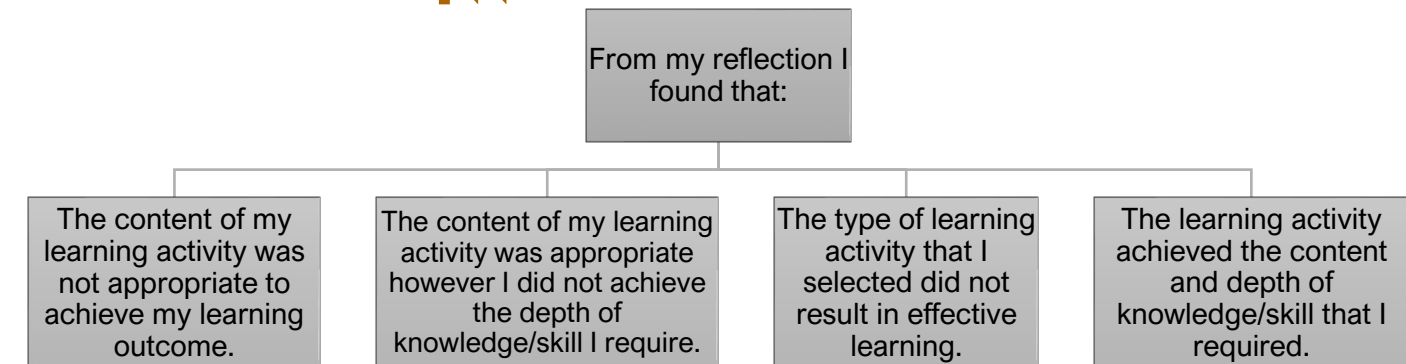 From my reflection I
found that:
The content of my
learning activity was
not appropriate to
achieve my learning
outcome.
The content of my learning
activity was appropriate
however I did not achieve
the depth of
knowledge/skill I require.
The type of learning
activity that I
selected did not
result in effective
learning.
The learning activity
achieved the content
and depth of
knowledge/skill that I
required.